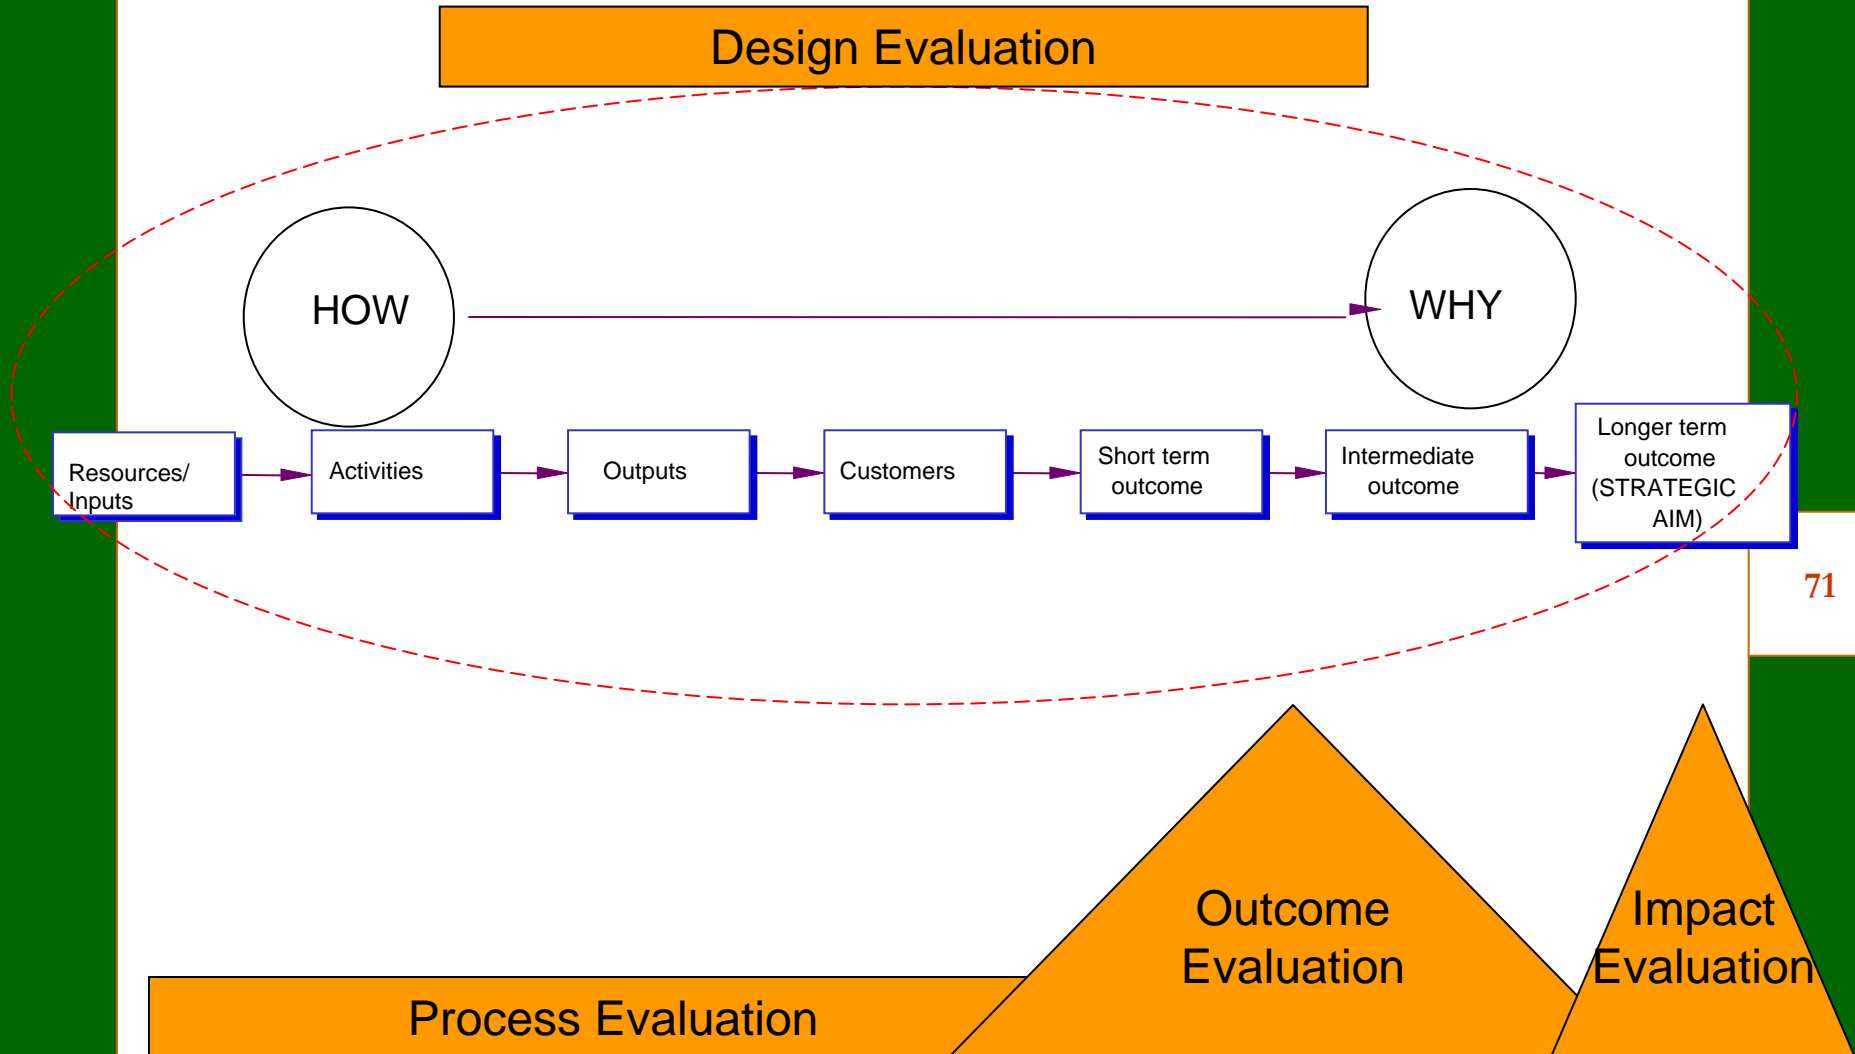 Design Evaluation
HOW
WHY
Resources/
Inputs
Activities
Outputs
Customers
Short term
outcome
Intermediate
outcome
Longer term
outcome
(STRATEGIC
AIM)
71
Outcome
Evaluation
Impact
Evaluation
Process Evaluation